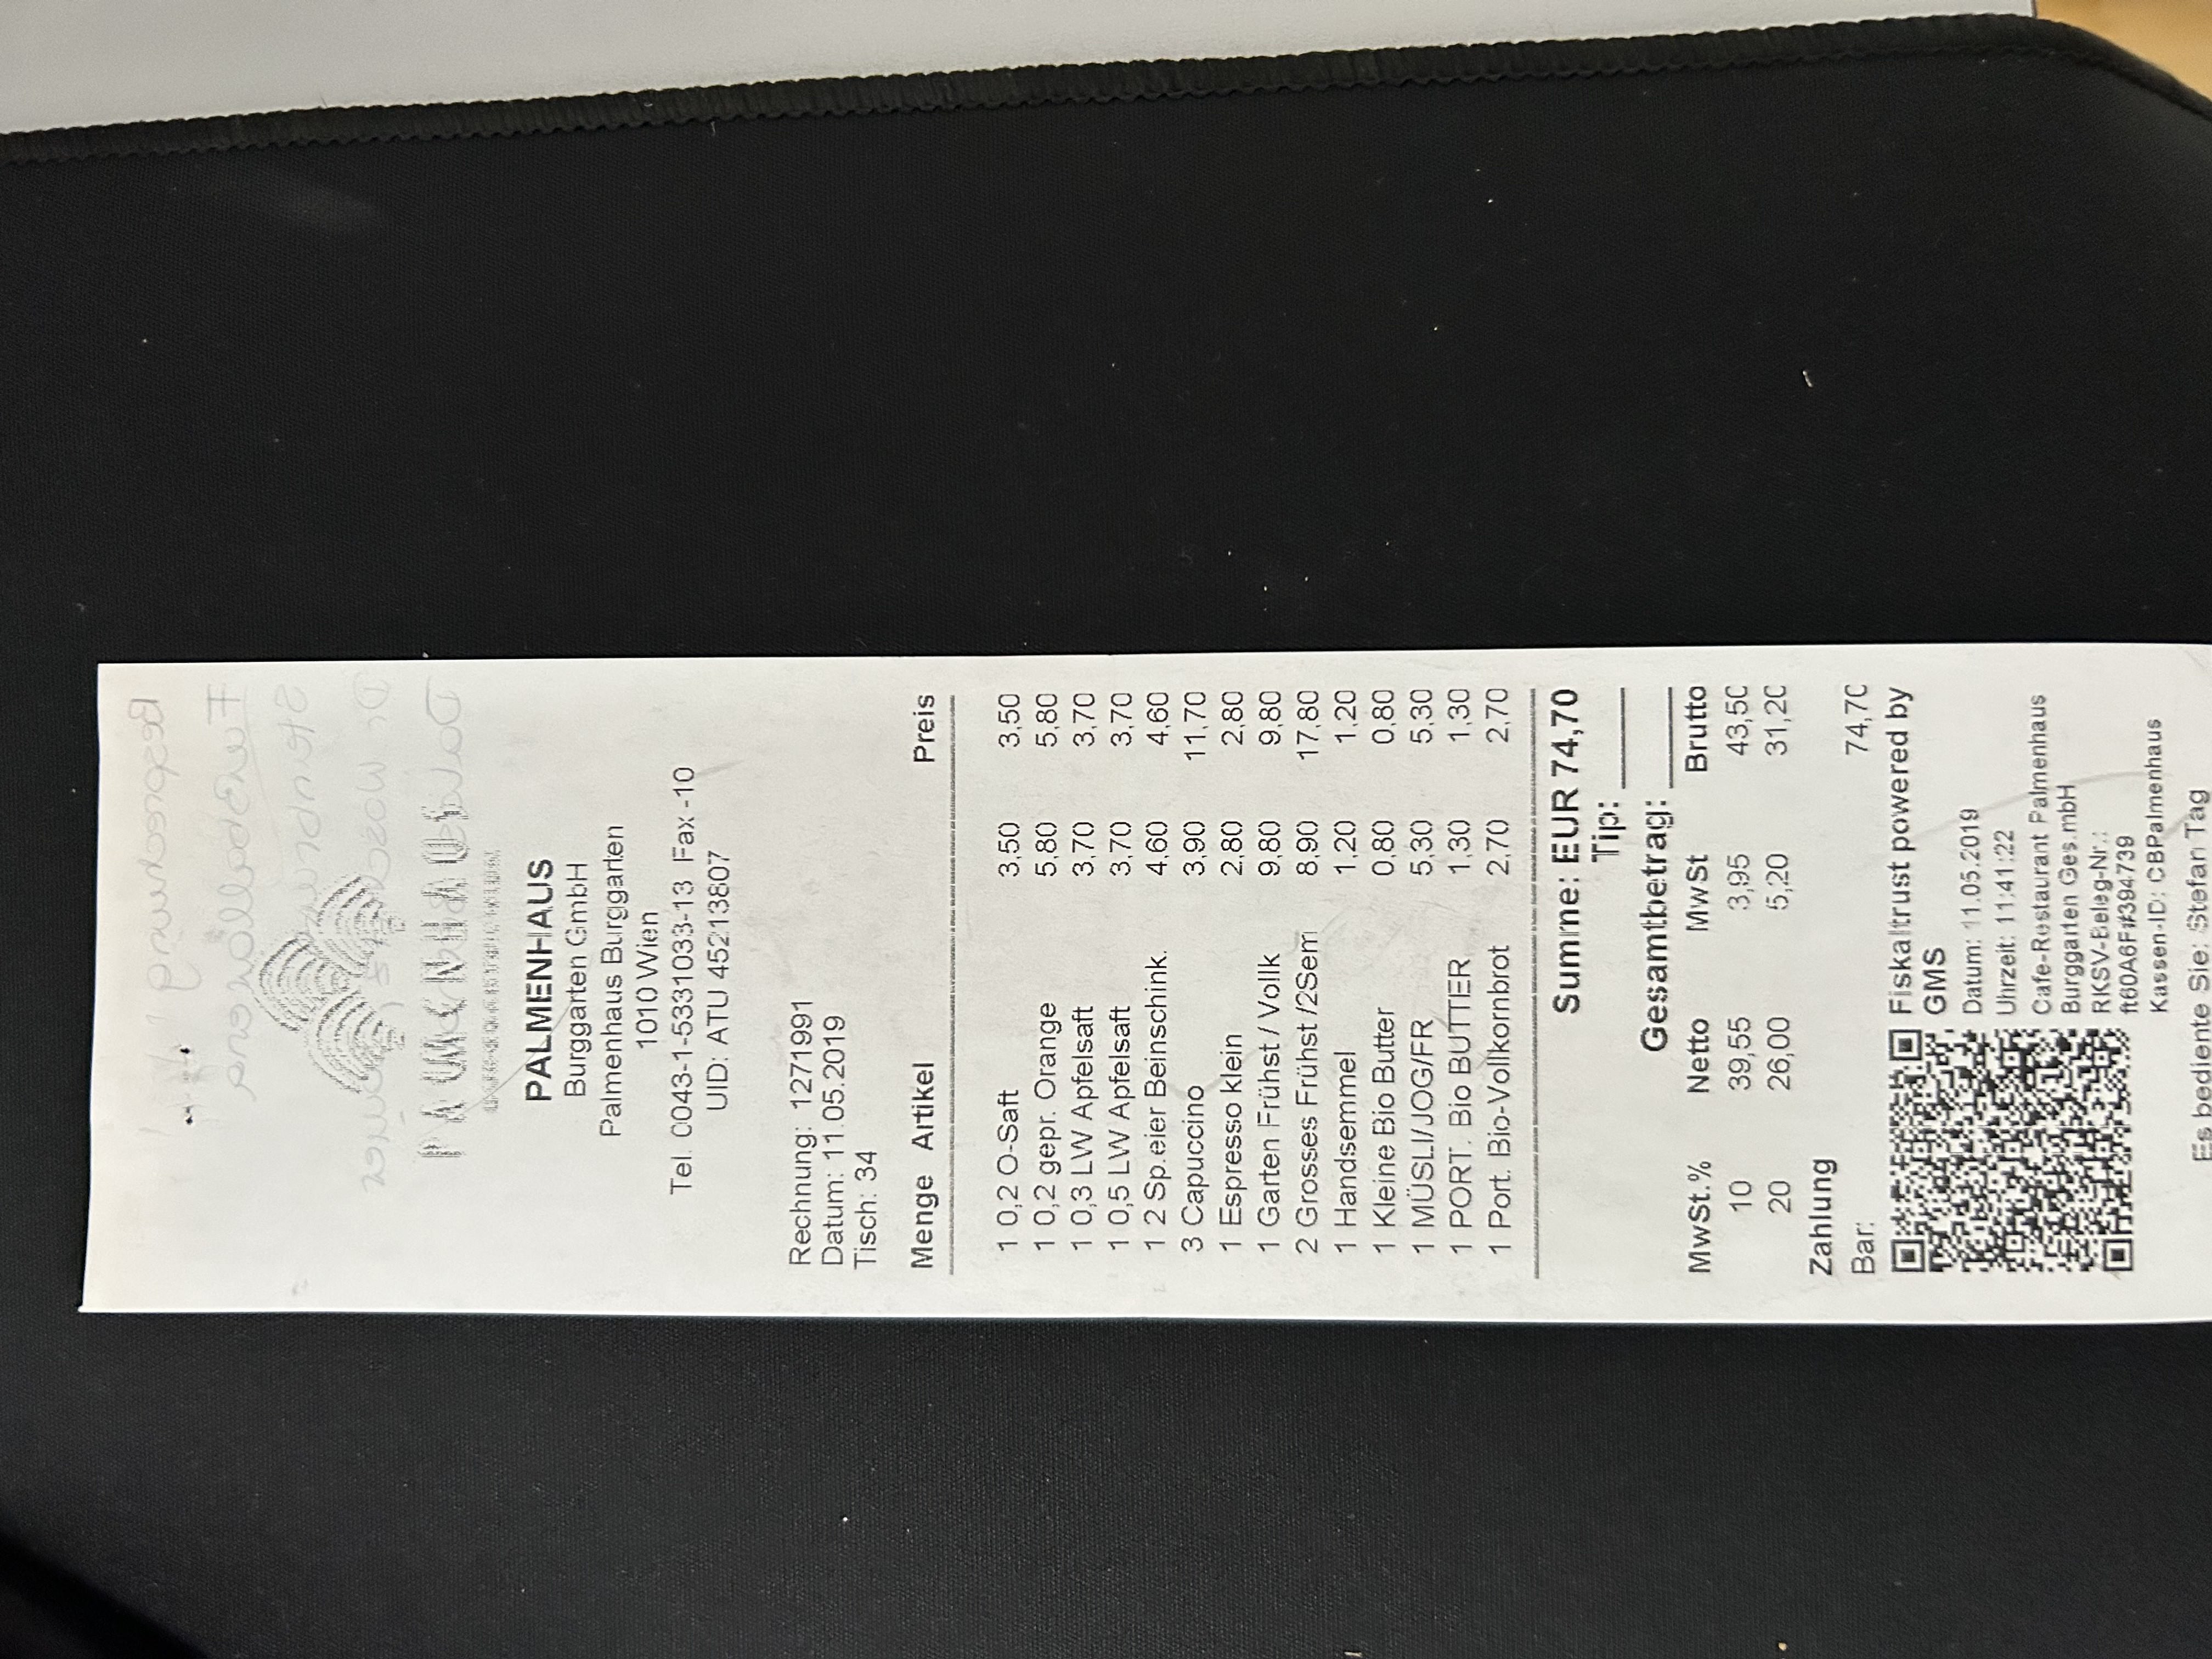 Besprechung
Fußballarena
PALMENHAUS
PALMENHAUS
Burggarten GmbH
Palmenhaus Burggarten
1010 Wien
Tel. 0043-1-5331033-13 Fax -10
UID: ATU 45213807
Rechnung: 1271991
Datum: 11.05.2019
Tisch: 34
Menge Artikel Preis
1 0,2 O-Saft 3,50 3,50
1 0,2 gepr. Orange 5,80 5,80
1 0,3 LW Apfelsaft 3,70 3,70
1 0,5 LW Apfelsaft 3,70 3,70
1 2 Sp.eier Beinschink. 4,60 4,60
3 Capuccino 3,90 11,70
1 Espresso klein 2,80 2,80
1 Garten Frühst / Vollk 9,80 9,80
2 Grosses Frühst /2Sem 8,90 17,80
1 Handsemmel 1,20 1,20
1 Kleine Bio Butter 0,80 0,80
1 MÜSLI/JOG/FR 5,30 5,30
1 PORT. Bio BUTTER 1,30 1,30
1 Port. Bio-Vollkornbrot 2,70 2,70
Summe: EUR 74,70
Tip:
Gesamtbetrag:
MwSt.% Netto MwSt Brutto
10 39,55 3,95 43,50
20 26,00 5,20 31,20
Zahlung
Bar: 74,70
Fiskaltrust powered by
GMS
Datum: 11.05.2019
Uhrzeit: 11:41:22
Cafe-Restaurant Palmenhaus
Burggarten Ges.mbH
RKSV-Beleg-Nr.:
ft60A6F#394739
Kassen-ID: CBPalmenhaus
Es bediente Sie: Stefan Tag